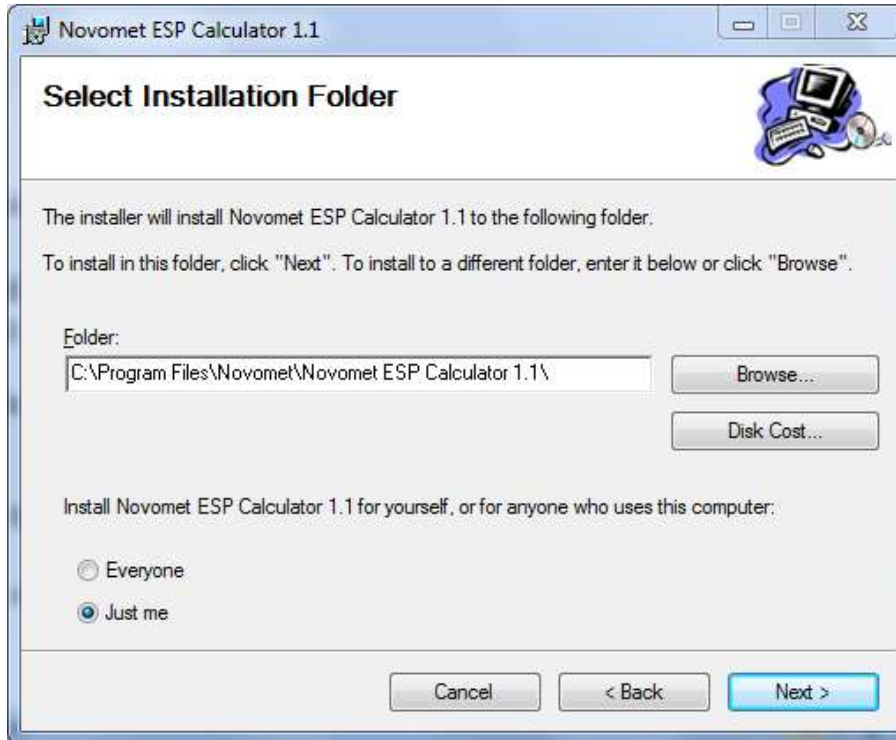 Novomet ESP Calculator 1.1
Select Installation Folder
The installer will install Novomet ESP Calculator 1.1 to the following folder.
To install in this folder, click "Next". To install to a different folder, enter it below or click "Browse".
Folder:
C:\Program Files\Novomet\Novomet ESP Calculator 1.1\
Browse...
Disk Cost...
Install Novomet ESP Calculator 1.1 for yourself, or for anyone who uses this computer:
Everyone
Just me
Cancel
< Back
Next >